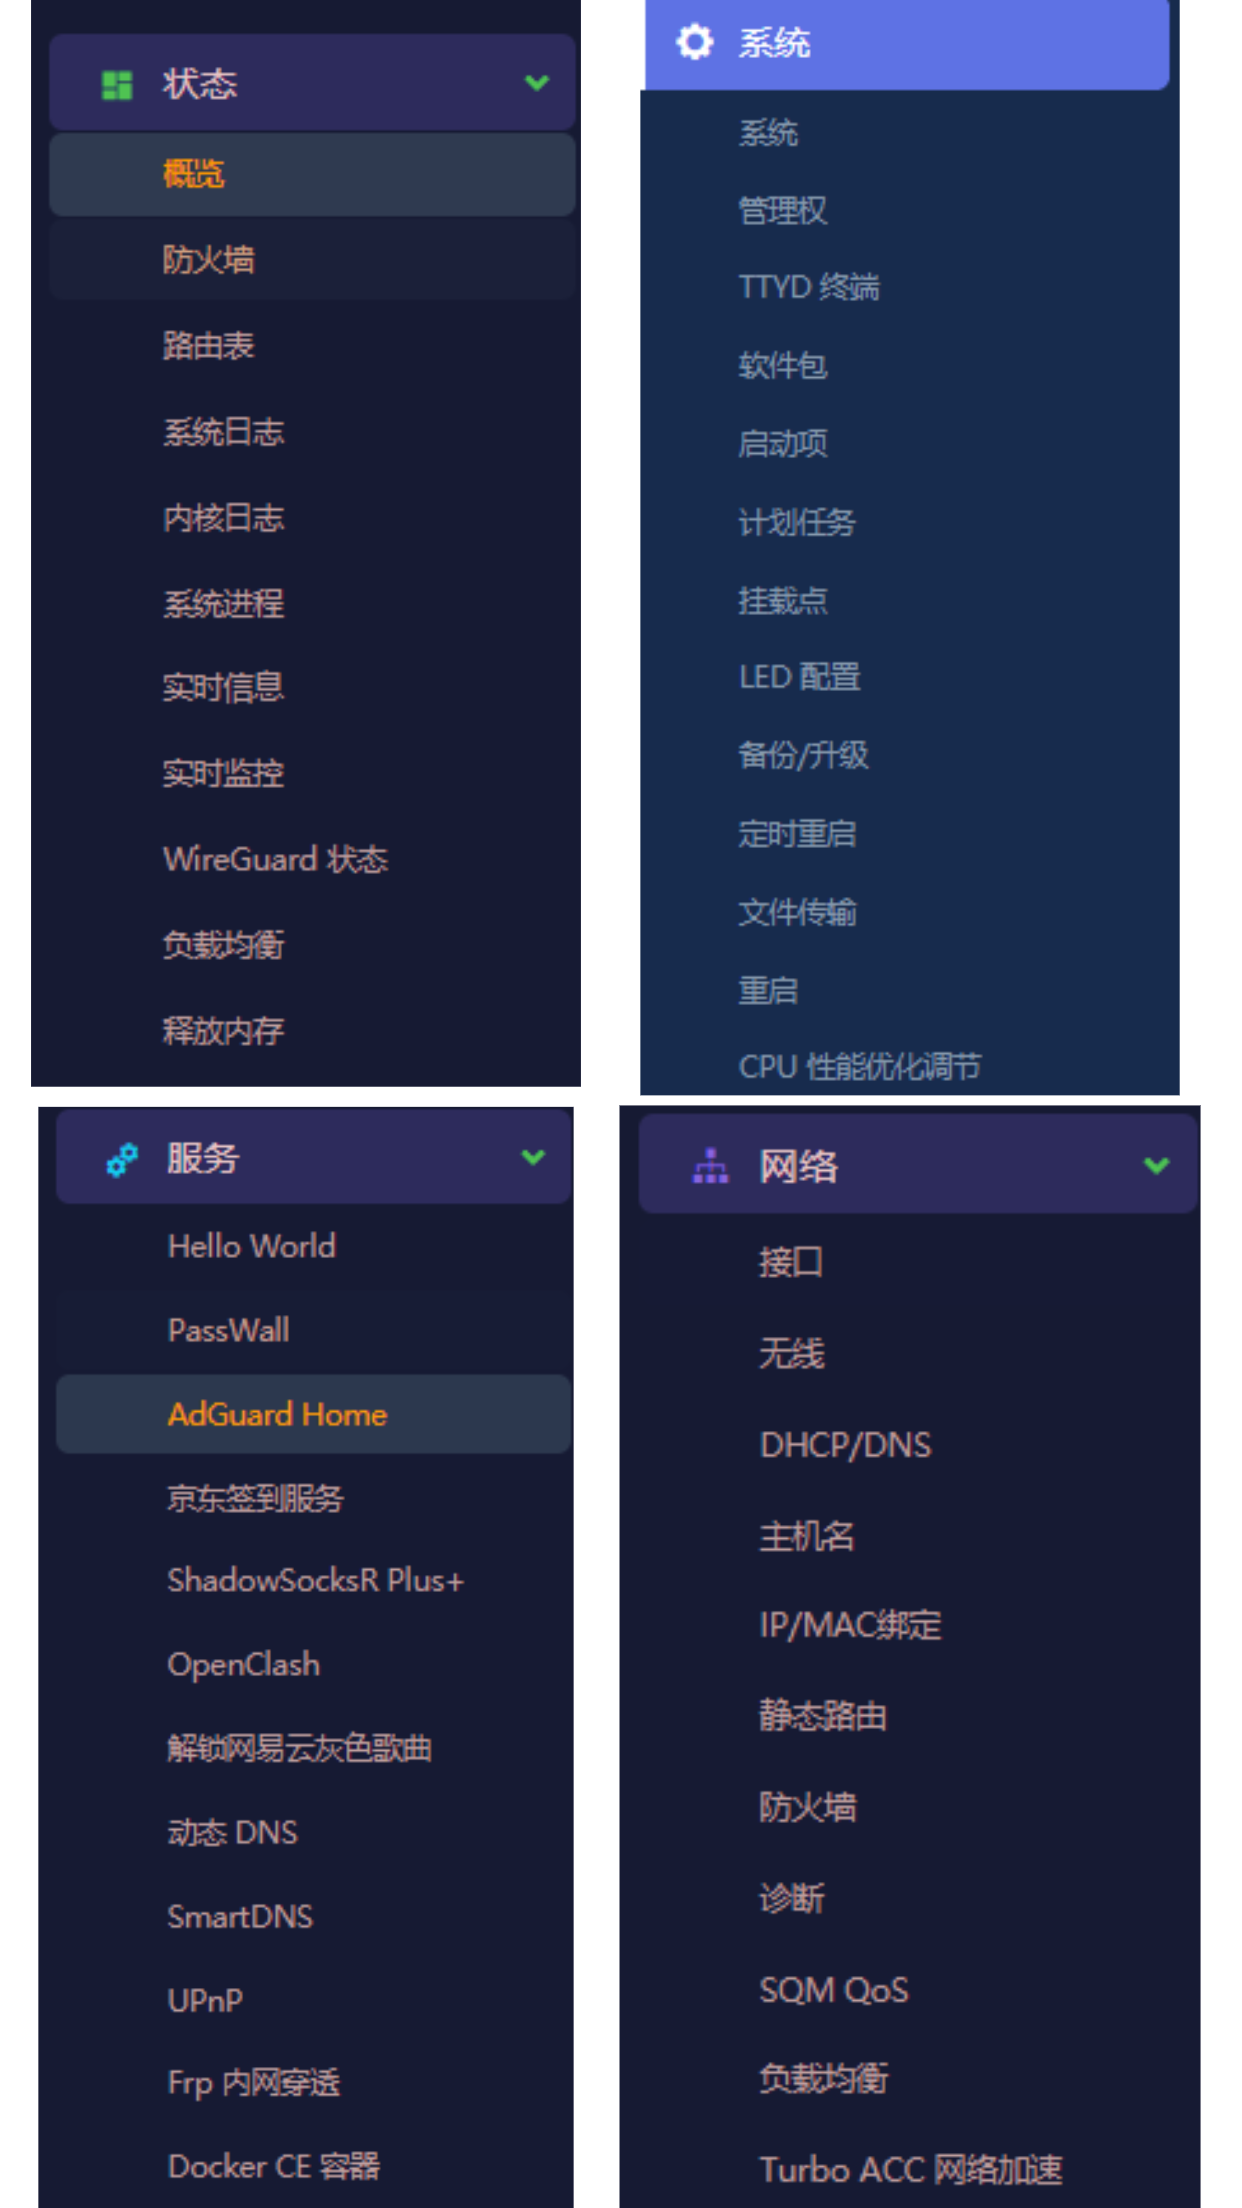 状态
概览
防火墙
路由表
系统日志
内核日志
系统进程
实时信息
实时监控
WireGuard 状态
负载均衡
释放内存
系统
系统
管理权
TTYD 终端
软件包
启动项
计划任务
挂载点
LED 配置
备份/升级
定时重启
文件传输
重启
CPU 性能优化调节
服务
Hello World
PassWall
AdGuard Home
京东签到服务
ShadowSocksR Plus+
OpenClash
解锁网易云灰色歌曲
动态 DNS
SmartDNS
UPnP
Frp 内网穿透
Docker CE 容器
网络
接口
无线
DHCP/DNS
主机名
IP/MAC绑定
静态路由
防火墙
诊断
SQM QoS
负载均衡
Turbo ACC 网络加速